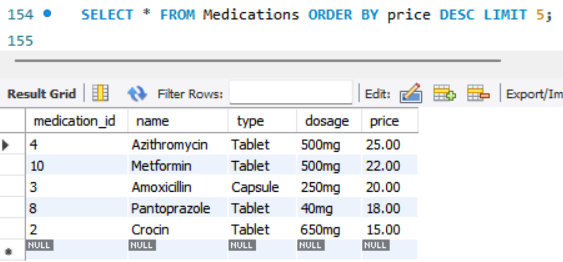 154 SELECT * FROM Medications ORDER BY price DESC LIMIT 5;
155
Result Grid Filter Rows: Edit: Export/Im
medication_id name type dosage price
4 Azithromycin Tablet 500mg 25.00
10 Metformin Tablet 500mg 22.00
3 Amoxicillin Capsule 250mg 20.00
8 Pantoprazole Tablet 40mg 18.00
2 Crocin Tablet 650mg 15.00
NULL NULL NULL NULL NULL